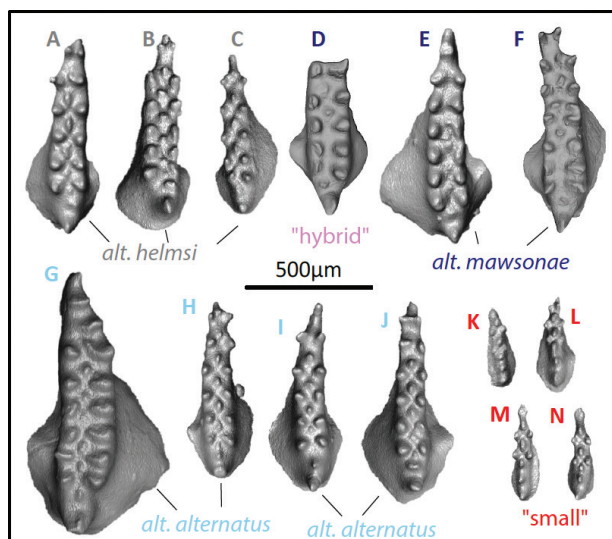 A B C D E F
alt. helmsi
"hybrid"
alt. mawsonae
500µm
G H I J K L
M N
alt. alternatus
alt. alternatus
"small"